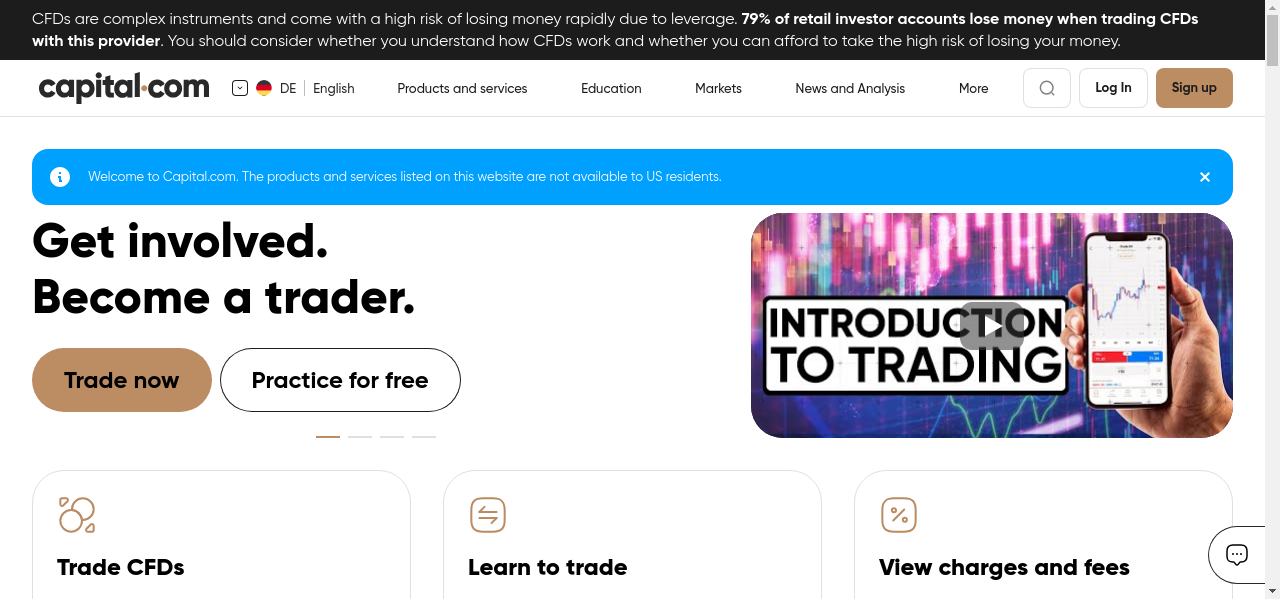 CFDs are complex instruments and come with a high risk of losing money rapidly due to leverage. 79% of retail investor accounts lose money when trading CFDs
with this provider. You should consider whether you understand how CFDs work and whether you can afford to take the high risk of losing your money.
capital.com
DE
English
Products and services
Education
Markets
News and Analysis
More
Log In
Sign up
Welcome to Capital.com. The products and services listed on this website are not available to US residents.
Get involved.
Become a trader.
Trade now
Practice for free
INTRODUCTION
TO TRADING
Trade CFDs
Learn to trade
View charges and fees